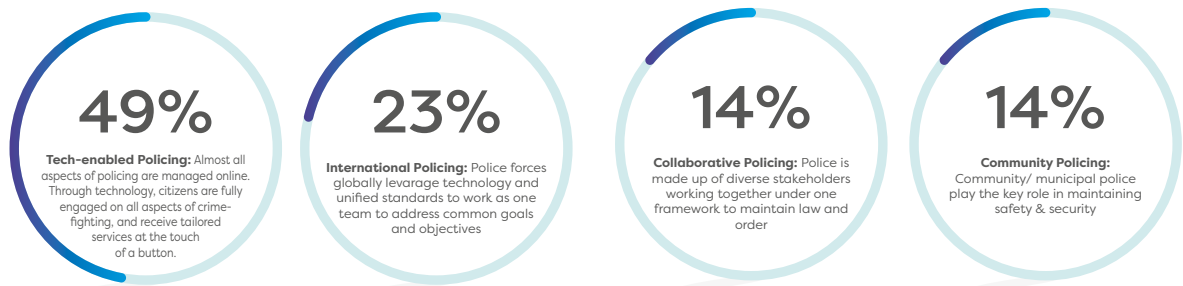 49%
Tech-enabled Policing: Almost all
aspects of policing are managed online.
Through technology, citizens are fully
engaged on all aspects of crime-
fighting, and receive tailored
services at the touch
of a button.
23%
International Policing: Police forces
globally levarage technology and
unified standards to work as one
team to address common goals
and objectives
14%
Collaborative Policing: Police is
made up of diverse stakeholders
working together under one
framework to maintain law and
order
14%
Community Policing:
Community/ municipal police
play the key role in maintaining
safety & security